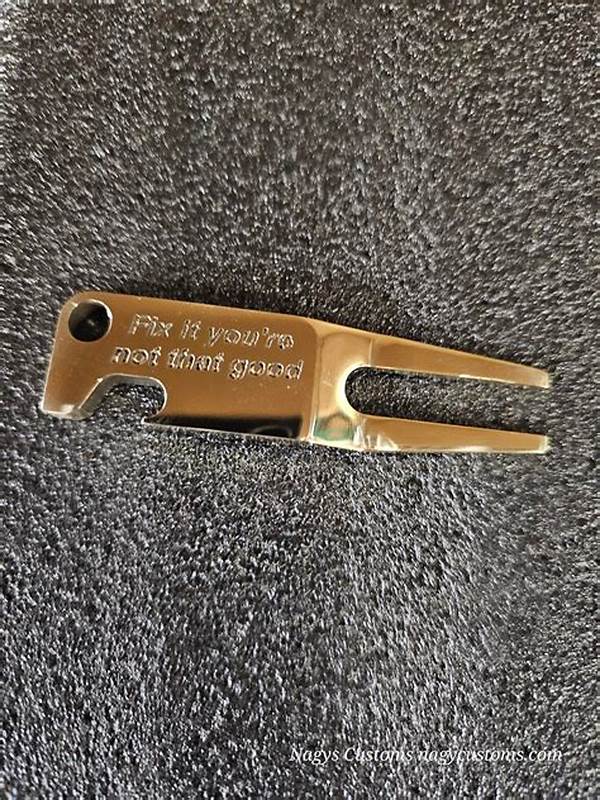 Fix it you're
not that good
Nagys Customs nagycustoms.com